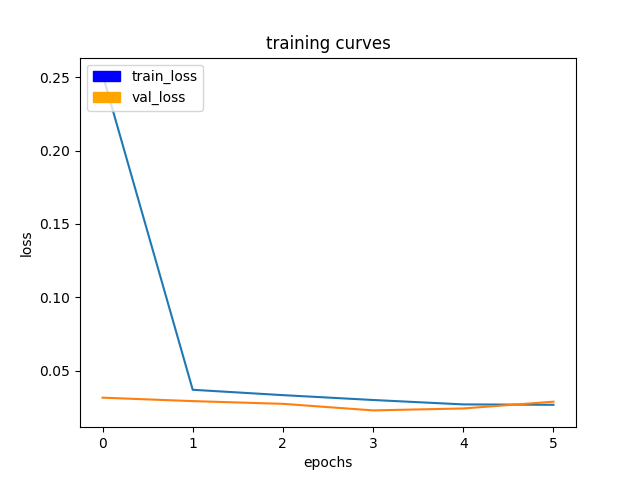 training curves
train_loss
val_loss
0.25
0.20
0.15
0.10
0.05
loss
0 1 2 3 4 5
epochs